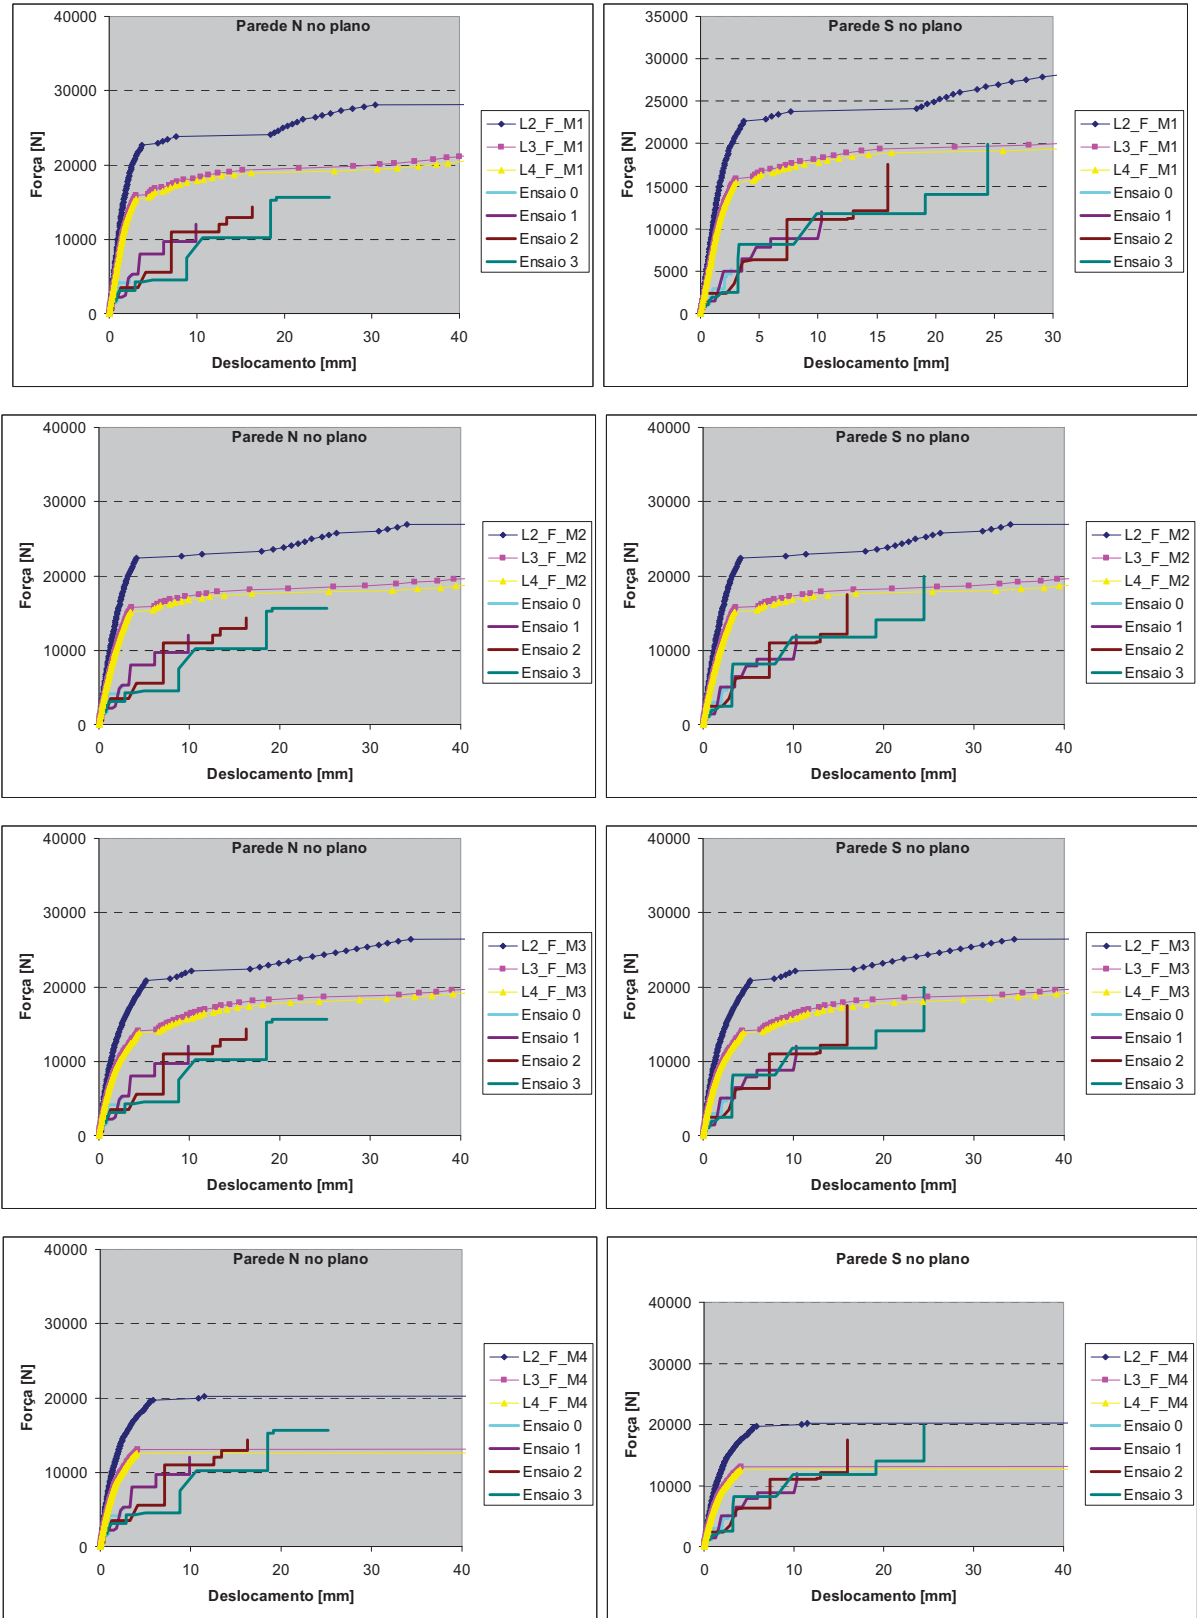 Parede N no plano
Força [N]
40000
30000
20000
10000
0
0 10 20 30 40
Deslocamento [mm]
L2_F_M1
L3_F_M1
L4_F_M1
Ensaio 0
Ensaio 1
Ensaio 2
Ensaio 3
Parede S no plano
Força [N]
35000
30000
25000
20000
15000
10000
5000
0
0 5 10 15 20 25 30
Deslocamento [mm]
L2_F_M1
L3_F_M1
L4_F_M1
Ensaio 0
Ensaio 1
Ensaio 2
Ensaio 3
Parede N no plano
Força [N]
40000
30000
20000
10000
0
0 10 20 30 40
Deslocamento [mm]
L2_F_M2
L3_F_M2
L4_F_M2
Ensaio 0
Ensaio 1
Ensaio 2
Ensaio 3
Parede S no plano
Força [N]
40000
30000
20000
10000
0
0 10 20 30 40
Deslocamento [mm]
L2_F_M2
L3_F_M2
L4_F_M2
Ensaio 0
Ensaio 1
Ensaio 2
Ensaio 3
Parede N no plano
Força [N]
40000
30000
20000
10000
0
0 10 20 30 40
Deslocamento [mm]
L2_F_M3
L3_F_M3
L4_F_M3
Ensaio 0
Ensaio 1
Ensaio 2
Ensaio 3
Parede S no plano
Força [N]
40000
30000
20000
10000
0
0 10 20 30 40
Deslocamento [mm]
L2_F_M3
L3_F_M3
L4_F_M3
Ensaio 0
Ensaio 1
Ensaio 2
Ensaio 3
Parede N no plano
Força [N]
40000
30000
20000
10000
0
0 10 20 30 40
Deslocamento [mm]
L2_F_M4
L3_F_M4
L4_F_M4
Ensaio 0
Ensaio 1
Ensaio 2
Ensaio 3
Parede S no plano
Força [N]
40000
30000
20000
10000
0
0 10 20 30 40
Deslocamento [mm]
L2_F_M4
L3_F_M4
L4_F_M4
Ensaio 0
Ensaio 1
Ensaio 2
Ensaio 3